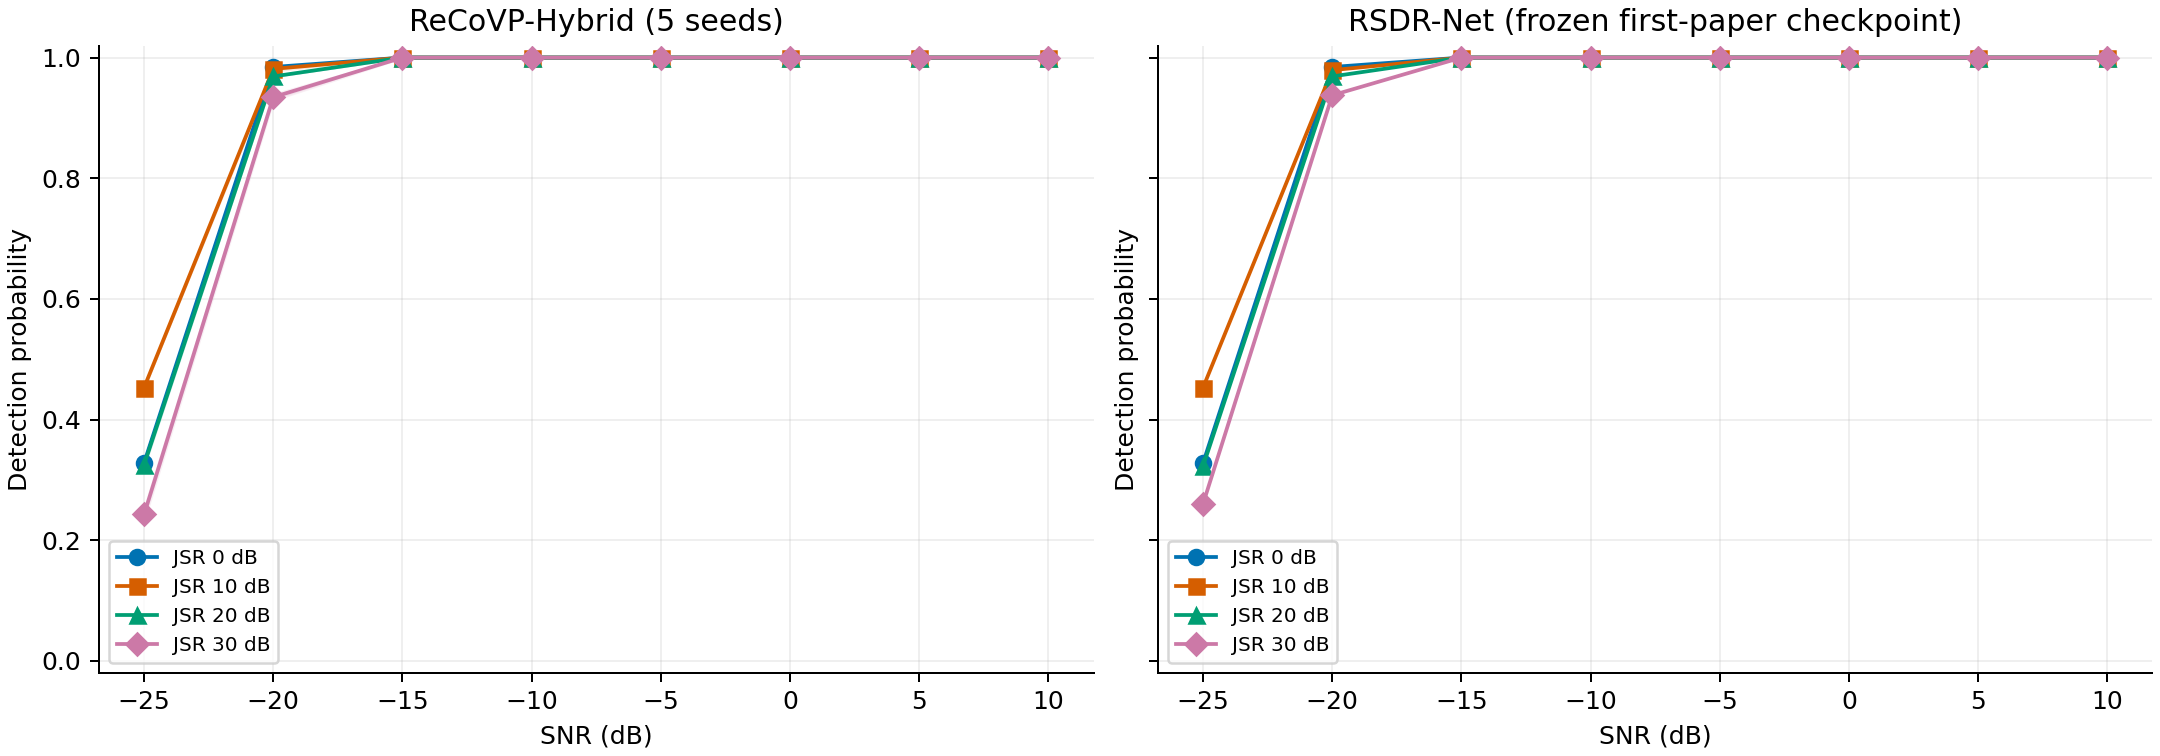 ReCoVP-Hybrid (5 seeds)
Detection probability
1.0
0.8
0.6
0.4
0.2
0.0
JSR 0 dB
JSR 10 dB
JSR 20 dB
JSR 30 dB
−25 −20 −15 −10 −5 0 5 10
SNR (dB)
RSDR-Net (frozen first-paper checkpoint)
Detection probability
JSR 0 dB
JSR 10 dB
JSR 20 dB
JSR 30 dB
−25 −20 −15 −10 −5 0 5 10
SNR (dB)